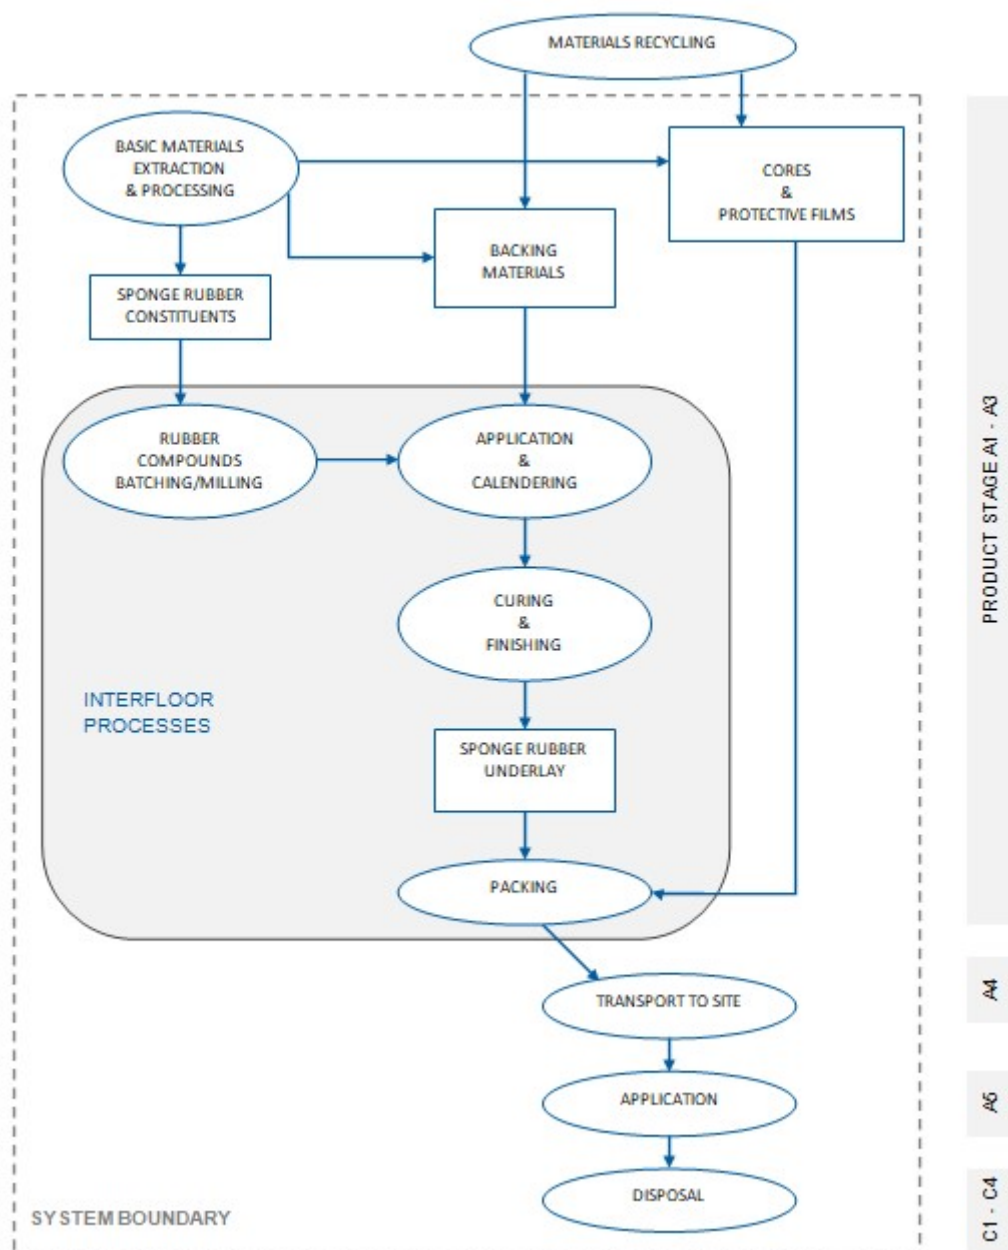 MATERIALS RECYCLING
BASIC MATERIALS
EXTRACTION
& PROCESSING
CORES
&
PROTECTIVE FILMS
BACKING
MATERIALS
SPONGE RUBBER
CONSTITUENTS
RUBBER
COMPOUNDS
BATCHING/MILLING
APPLICATION
&
CALENDERING
CURING
&
FINISHING
INTERFLOOR
PROCESSES
SPONGE RUBBER
UNDERLAY
PACKING
TRANSPORT TO SITE
APPLICATION
DISPOSAL
SYSTEM BOUNDARY
PRODUCT STAGE A1 - A3
A4
A5
C1 - C4